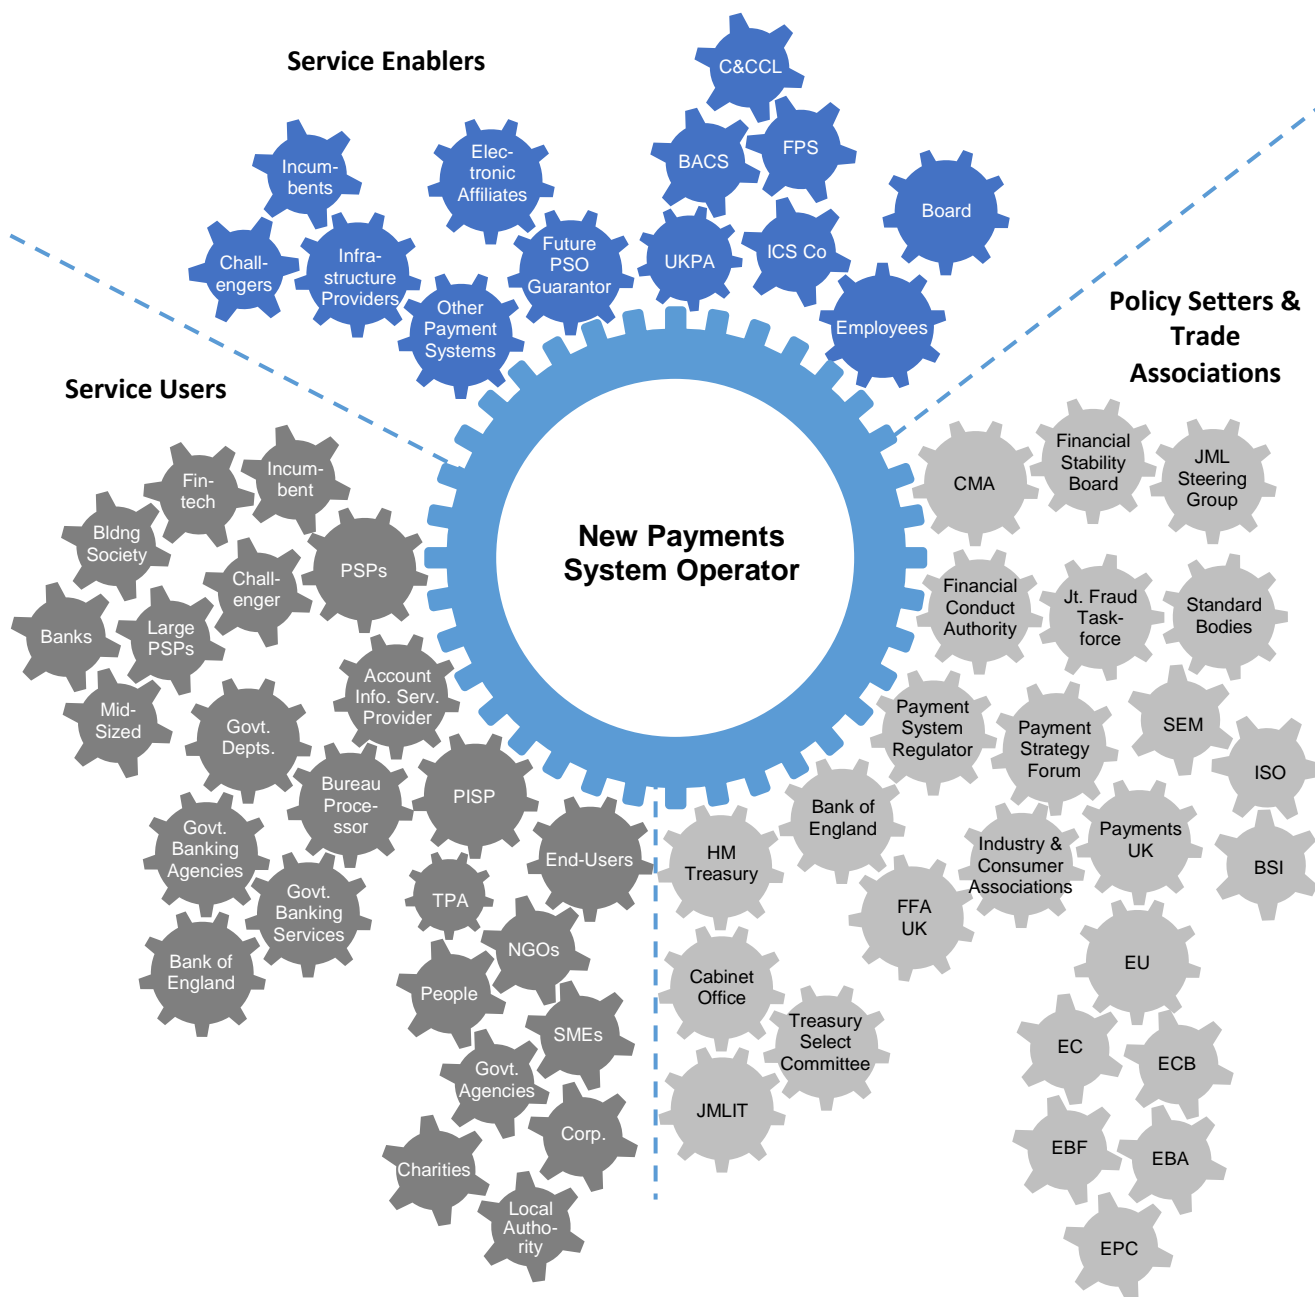 Service Enablers
C&CCL
FPS
BACS
Incum-
bents
Elec-
tronic
Affiliates
Board
Chall-
engers
Infra-
structure
Providers
Future
PSO
Guarantor
UKPA
ICS Co
Other
Payment
Systems
Employees
Policy Setters &
Trade
Associations
Service Users
New Payments
System Operator
Fin-
tech
Incum-
bent
Bldng
Society
Chall-
enger
PSPs
Banks
Large
PSPs
Mid-
Sized
Account
Info. Serv.
Provider
Govt.
Depts.
Bureau
Proce-
ssor
PISP
Govt.
Banking
Agencies
End-Users
Govt.
Banking
Services
TPA
Bank of
England
NGOs
People
SMEs
Govt.
Agencies
Corp.
Charities
Local
Autho-
rity
CMA
Financial
Stability
Board
JML
Steering
Group
Financial
Conduct
Authority
Jt. Fraud
Task-
force
Standard
Bodies
Payment
System
Regulator
Payment
Strategy
Forum
SEM
ISO
Bank of
England
HM
Treasury
Industry &
Consumer
Associations
Payments
UK
BSI
FFA
UK
EU
Cabinet
Office
Treasury
Select
Committee
EC
ECB
JMLIT
EBF
EBA
EPC